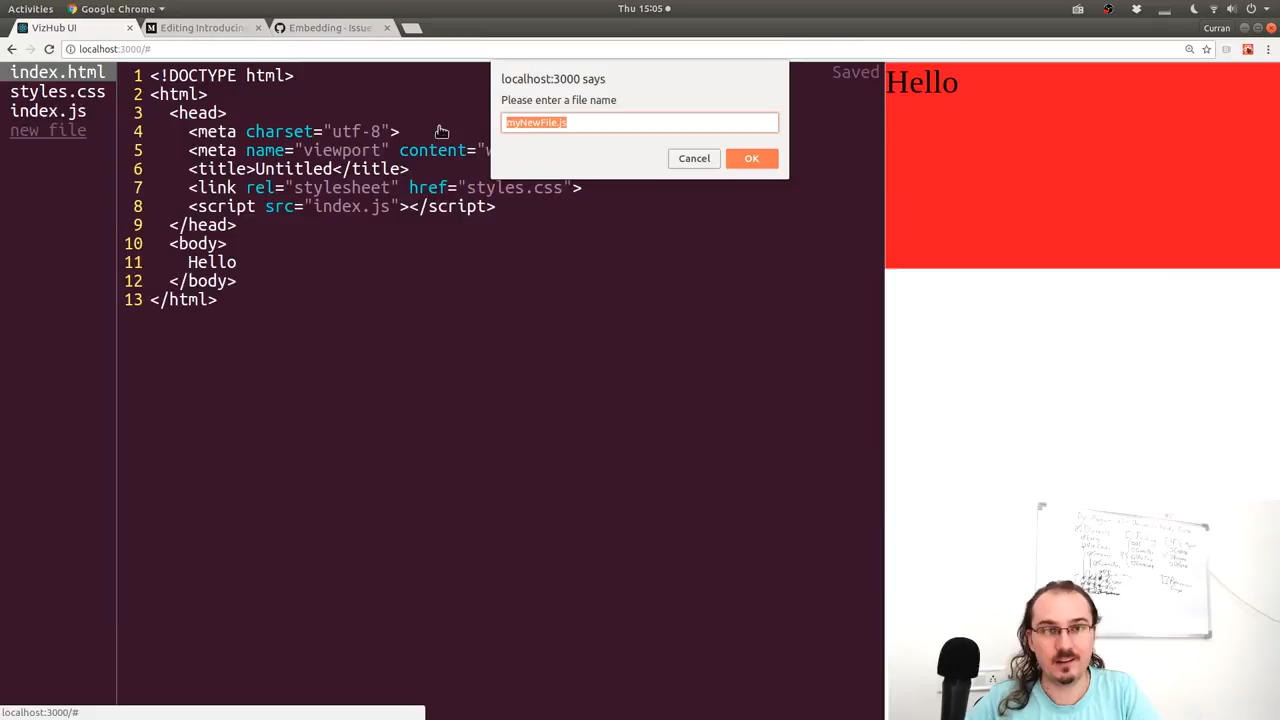 Activities
Google Chrome
Thu 15:05
VizHub UI
Editing Introducin
Embedding · Issue
Curran
localhost:3000/#
index.html
styles.css
index.js
new file
1 <!DOCTYPE html>
2 <html>
3 <head>
4 <meta charset="utf-8">
5 <meta name="viewport" content="w
6 <title>Untitled</title>
7 <link rel="stylesheet" href="styles.css">
8 <script src="index.js"></script>
9 </head>
10 <body>
11 Hello
12 </body>
13 </html>
localhost:3000 says
Please enter a file name
myNewFile.js
Cancel
OK
Saved
Hello
localhost:3000/#